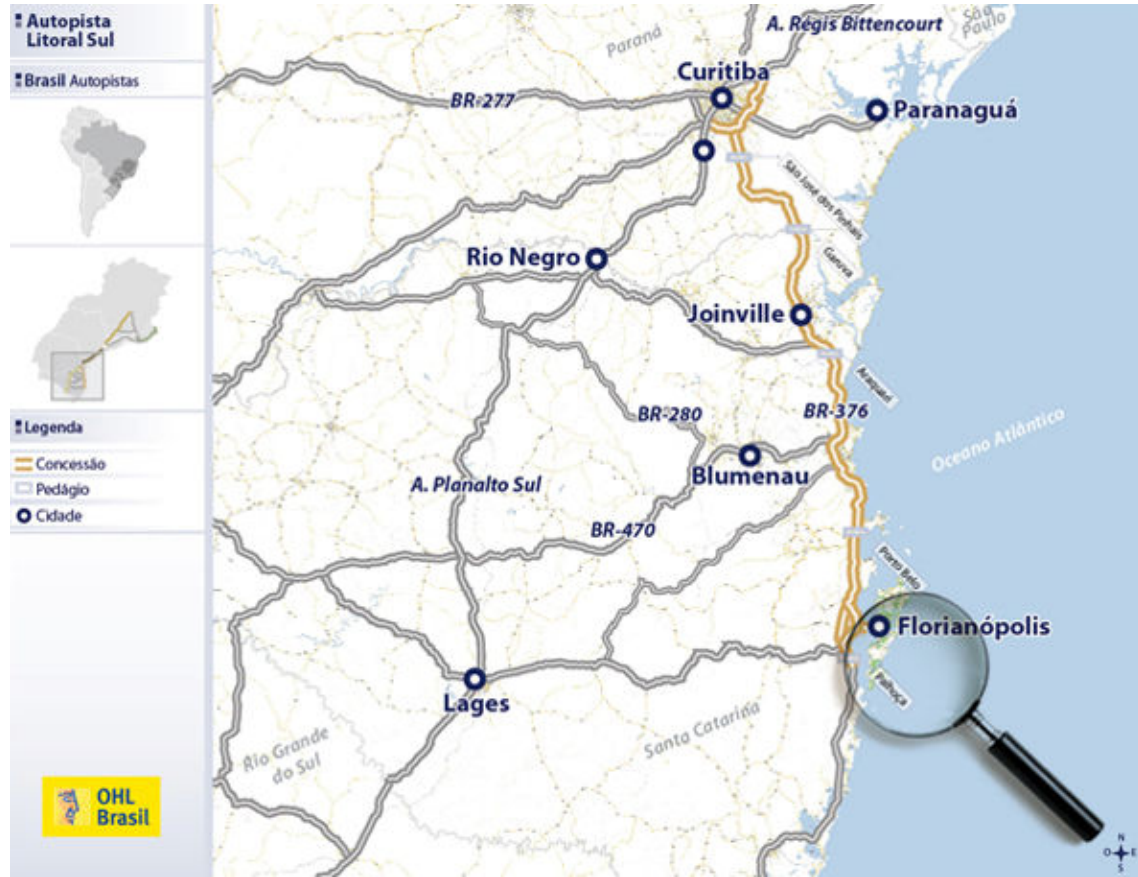 Autopista
Litoral Sul
Brasil Autopistas
Legenda
Concessão
Pedágio
Cidade
OHL
Brasil
A. Régis Bittencourt
São
Paulo
Paraná
Curitiba
BR-277
Paranaguá
São José dos Pinhais
Rio Negro
Garuva
Joinville
Araquari
BR-280
BR-376
Oceano Atlântico
Blumenau
A. Planalto Sul
BR-470
Porto Belo
Florianópolis
Palhoça
Lages
Santa Catarina
Rio Grande
do Sul
N
O
E
S